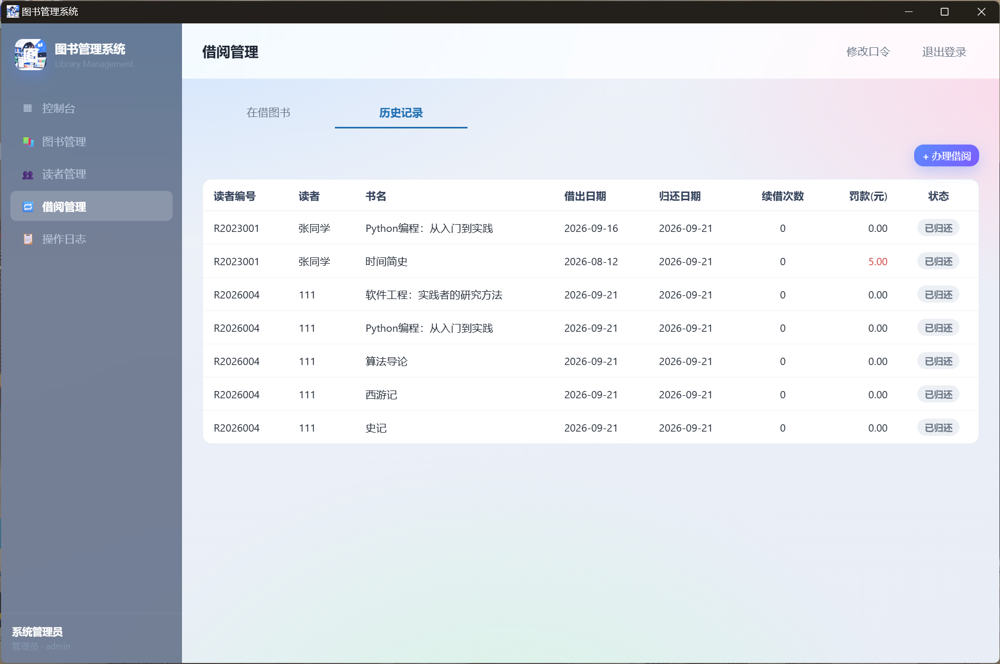 图书管理系统
图
图书管理系统
Library Management
控制台
图书管理
读者管理
借阅管理
操作日志
系统管理员
管理员 · admin
借阅管理
修改口令 退出登录
在借图书 历史记录
+ 办理借阅
读者编号 读者 书名 借出日期 归还日期 续借次数 罚款(元) 状态
R2023001 张同学 Python编程：从入门到实践 2026-09-16 2026-09-21 0 0.00 已归还
R2023001 张同学 时间简史 2026-08-12 2026-09-21 0 5.00 已归还
R2026004 111 软件工程：实践者的研究方法 2026-09-21 2026-09-21 0 0.00 已归还
R2026004 111 Python编程：从入门到实践 2026-09-21 2026-09-21 0 0.00 已归还
R2026004 111 算法导论 2026-09-21 2026-09-21 0 0.00 已归还
R2026004 111 西游记 2026-09-21 2026-09-21 0 0.00 已归还
R2026004 111 史记 2026-09-21 2026-09-21 0 0.00 已归还